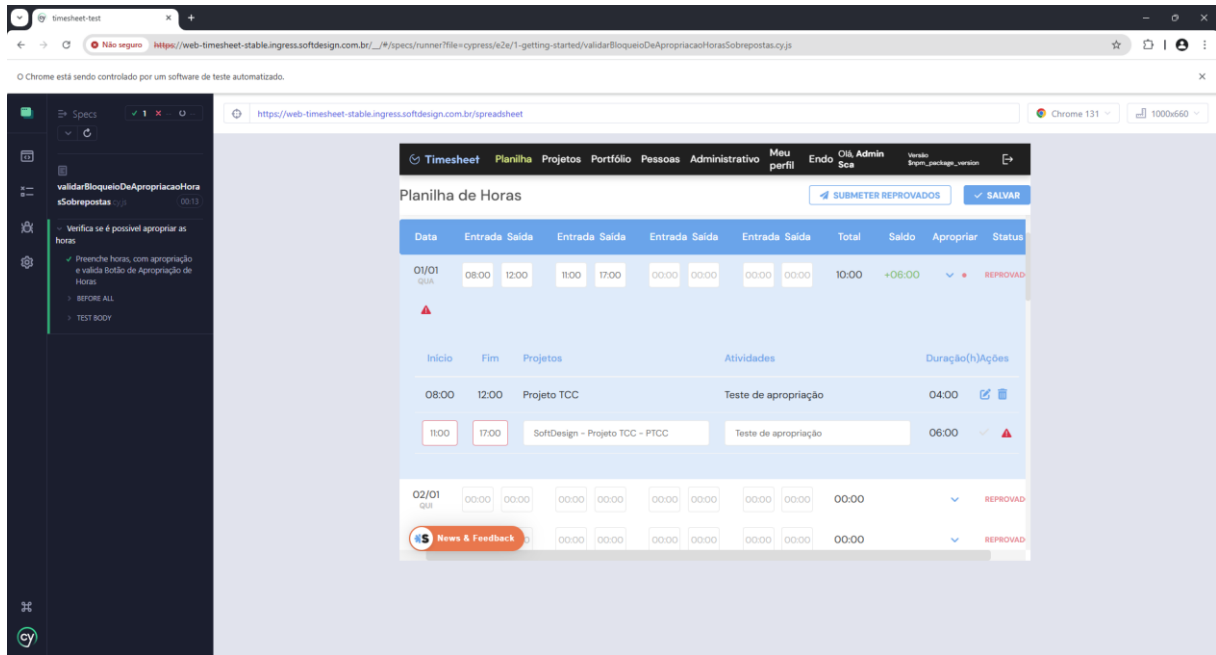 timesheet-test
Não seguro https://web-timesheet-stable.ingress.softdesign.com.br/__/#/specs/runner?file=cypress/e2e/1-getting-started/validarBloqueioDeApropriacaoHorasSobrepostas.cy.js
O Chrome está sendo controlado por um software de teste automatizado.
Specs
1
--
--
https://web-timesheet-stable.ingress.softdesign.com.br/spreadsheet
Chrome 131
1000x660
validarBloqueioDeApropriacaoHora
sSobrepostas cy.js 00:13
Verifica se é possivel apropriar as
horas
Preenche horas, com apropriação
e valida Botão de Apropriação de
Horas
BEFORE ALL
TEST BODY
cy
Timesheet Planilha Projetos Portfólio Pessoas Administrativo Meu perfil Endo Olá, Admin Sca Versão $npm_package_version
Planilha de Horas SUBMETER REPROVADOS SALVAR
Data Entrada Saída Entrada Saída Entrada Saída Entrada Saída Total Saldo Apropriar Status
01/01 08:00 12:00 11:00 17:00 00:00 00:00 00:00 00:00 10:00 +06:00 REPROVAD
QUA
Início Fim Projetos Atividades Duração(h) Ações
08:00 12:00 Projeto TCC Teste de apropriação 04:00
11:00 17:00 SoftDesign - Projeto TCC - PTCC Teste de apropriação 06:00
02/01 00:00 00:00 00:00 00:00 00:00 00:00 00:00 00:00 00:00 REPROVAD
QUI
S News & Feedback 00:00 00:00 00:00 00:00 00:00 00:00 00:00 REPROVAD